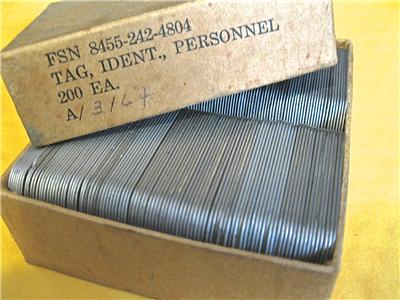 FSN 8455-242-4804
TAG, IDENT., PERSONNEL
200 EA.
A/3/64